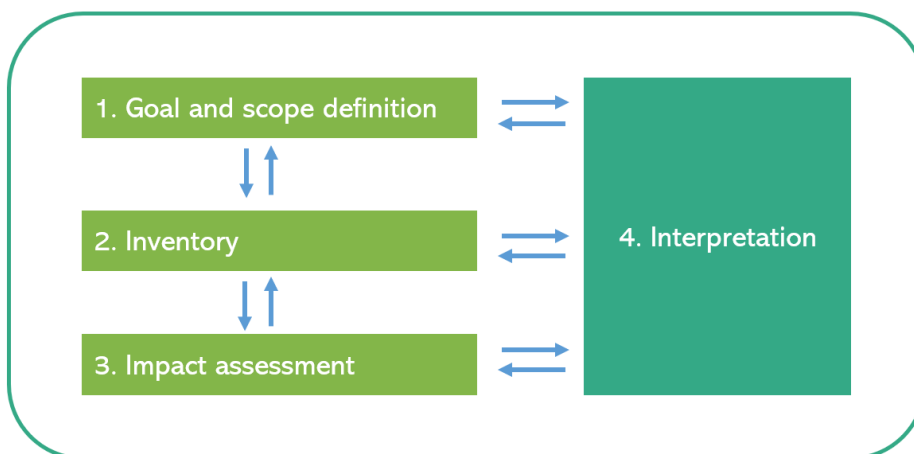 1. Goal and scope definition
2. Inventory
3. Impact assessment
4. Interpretation